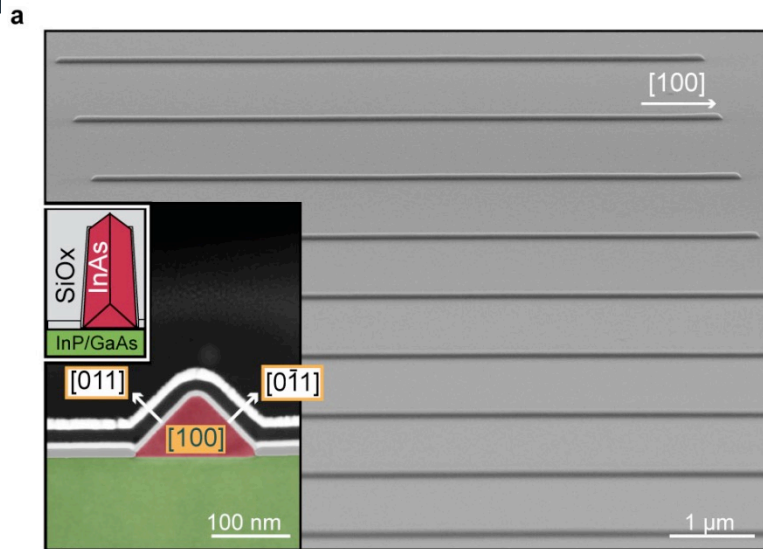 a
[100]
SiOx
InAs
InP/GaAs
[011]
[01̄1]
[100]
100 nm
1 μm